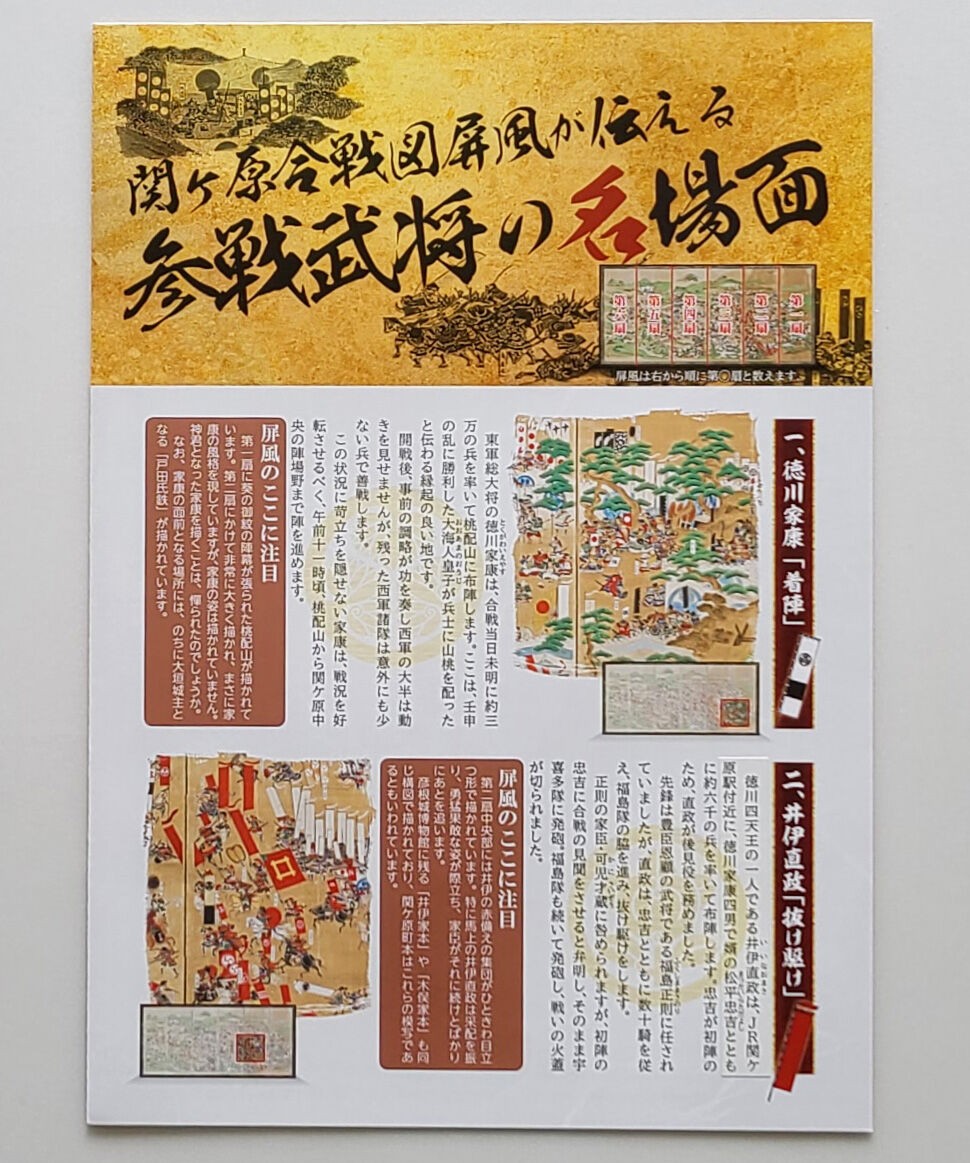 関ケ原合戦図屏風が伝える
参戦武将の名場面
第一扇
第二扇
第三扇
第四扇
第五扇
第六扇
屏風は右から順に第〇扇と数えます。
一、徳川家康「着陣」
東軍総大将の徳川家康は、合戦当日未明に約三
とくがわいえやす
万の兵を率いて桃配山に布陣します。ここは、壬申
の乱に勝利した大海人皇子が兵士に山桃を配った
おおあまのおうじ
と伝わる縁起の良い地です。
開戦後、事前の調略が功を奏し西軍の大半は動
きを見せませんが、残った西軍諸隊は意外にも少
ない兵で善戦します。
この状況に苛立ちを隠せない家康は、戦況を好
転させるべく、午前十一時頃、桃配山から関ケ原中
央の陣場野まで陣を進めます。
屏風のここに注目
第一扇に葵の御紋の陣幕が張られた桃配山が描かれて
います。第二扇にかけて非常に大きく描かれ、まさに家
康の風格を現していますが、家康の姿は描かれていません。
神君となった家康を描くことは、憚られたのでしょうか。
なお、家康の面前となる場所には、のちに大垣城主と
なる「戸田氏鉄」が描かれています。
二、井伊直政「抜け駆け」
徳川四天王の一人である井伊直政は、JR関ケ
いいなおまさ
原駅付近に、徳川家康四男で婿の松平忠吉ととも
に約六千の兵を率いて布陣します。忠吉が初陣の
ため、直政が後見役を務めました。
先鋒は豊臣恩顧の武将である福島正則に任され
ていましたが、直政は、忠吉とともに数十騎を従
え、福島隊の脇を進み、抜け駆けをします。
正則の家臣・可児才蔵に咎められますが、初陣の
忠吉に合戦の見聞をさせると弁明し、そのまま宇
喜多隊に発砲。福島隊も続いて発砲し、戦いの火蓋
が切られました。
屏風のここに注目
第二扇中央部には井伊の赤備えの集団がひときわ目立
つ形で描かれています。特に馬上の井伊直政は采配を振
り、勇猛果敢な姿が際立ち、家臣がそれに続けとばかり
にあとを追います。
彦根城博物館に残る「井伊家本」や「木俣家本」も同
じ構図で描かれており、関ケ原町本はこれらの模写であ
るともいわれています。